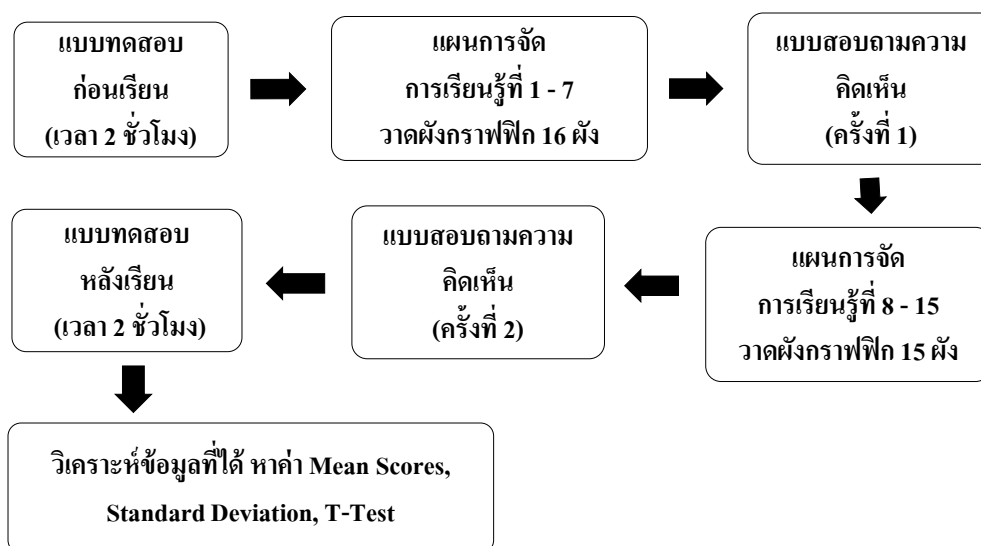 แบบทดสอบ
ก่อนเรียน
(เวลา 2 ชั่วโมง)
แผนการจัด
การเรียนรู้ที่ 1 - 7
วาดผังกราฟฟิก 16 ผัง
แบบสอบถามความ
คิดเห็น
(ครั้งที่ 1)
แผนการจัด
การเรียนรู้ที่ 8 - 15
วาดผังกราฟฟิก 15 ผัง
แบบสอบถามความ
คิดเห็น
(ครั้งที่ 2)
แบบทดสอบ
หลังเรียน
(เวลา 2 ชั่วโมง)
วิเคราะห์ข้อมูลที่ได้ หาค่า Mean Scores,
Standard Deviation, T-Test